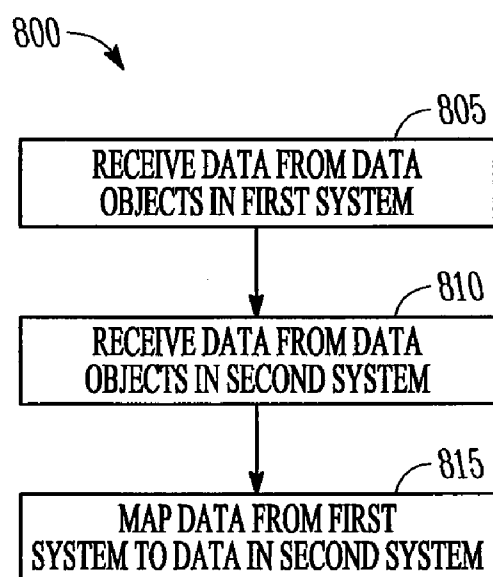 800
805
RECEIVE DATA FROM DATA
OBJECTS IN FIRST SYSTEM
810
RECEIVE DATA FROM DATA
OBJECTS IN SECOND SYSTEM
815
MAP DATA FROM FIRST
SYSTEM TO DATA IN SECOND SYSTEM